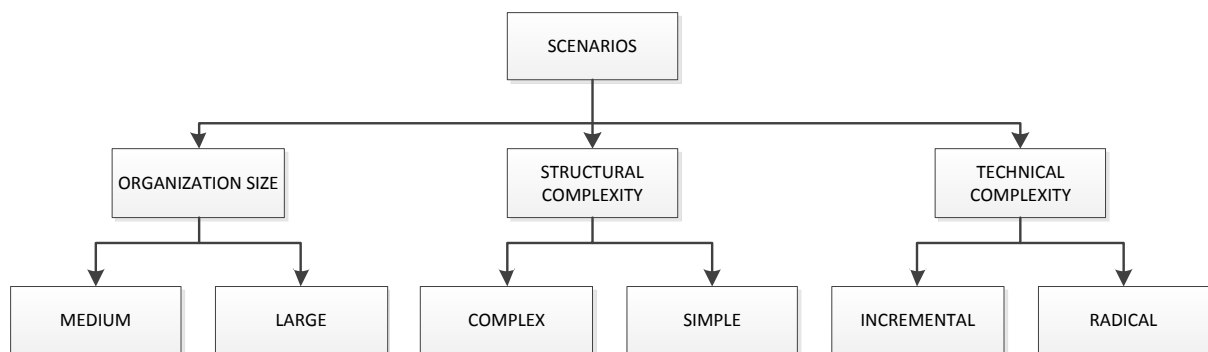 SCENARIOS
ORGANIZATION SIZE
STRUCTURAL
COMPLEXITY
TECHNICAL
COMPLEXITY
MEDIUM
LARGE
COMPLEX
SIMPLE
INCREMENTAL
RADICAL